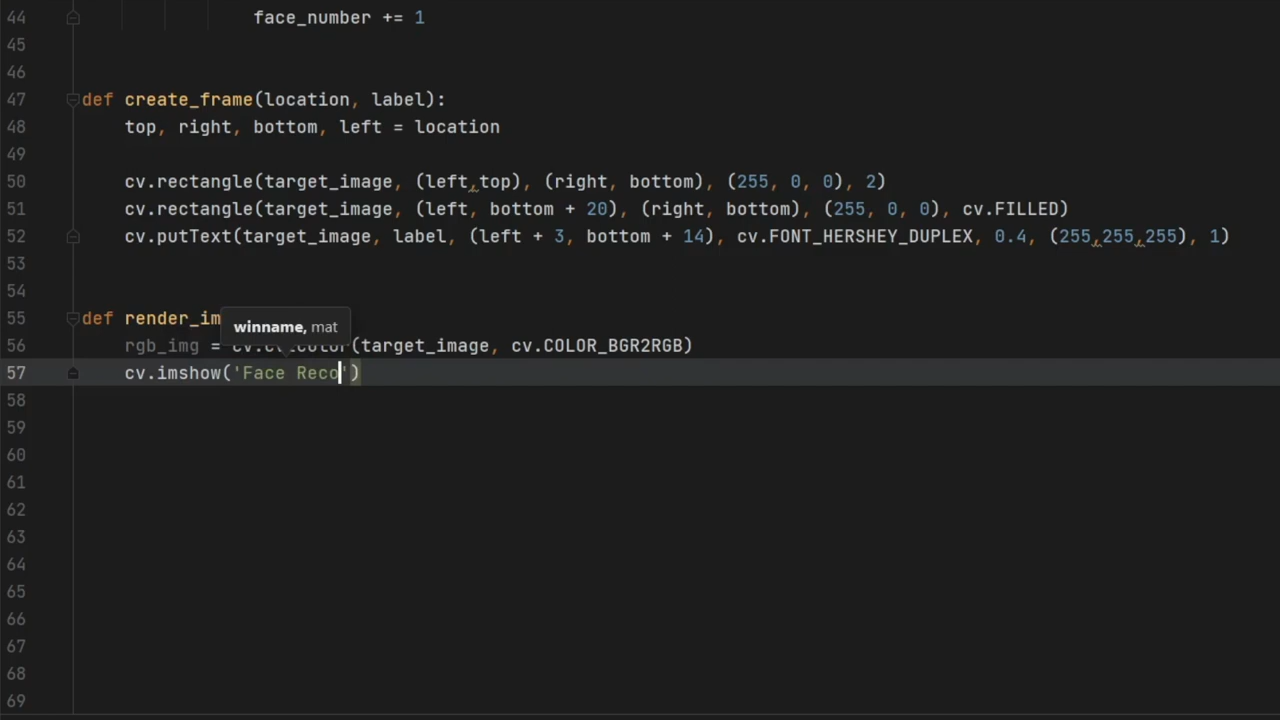 44 face_number += 1
45
46
47 def create_frame(location, label):
48 top, right, bottom, left = location
49
50 cv.rectangle(target_image, (left,top), (right, bottom), (255, 0, 0), 2)
51 cv.rectangle(target_image, (left, bottom + 20), (right, bottom), (255, 0, 0), cv.FILLED)
52 cv.putText(target_image, label, (left + 3, bottom + 14), cv.FONT_HERSHEY_DUPLEX, 0.4, (255,255,255), 1)
53
54
55 def render_im
winname, mat
56 rgb_img = cv.cvtColor(target_image, cv.COLOR_BGR2RGB)
57 cv.imshow('Face Reco')
58
59
60
61
62
63
64
65
66
67
68
69